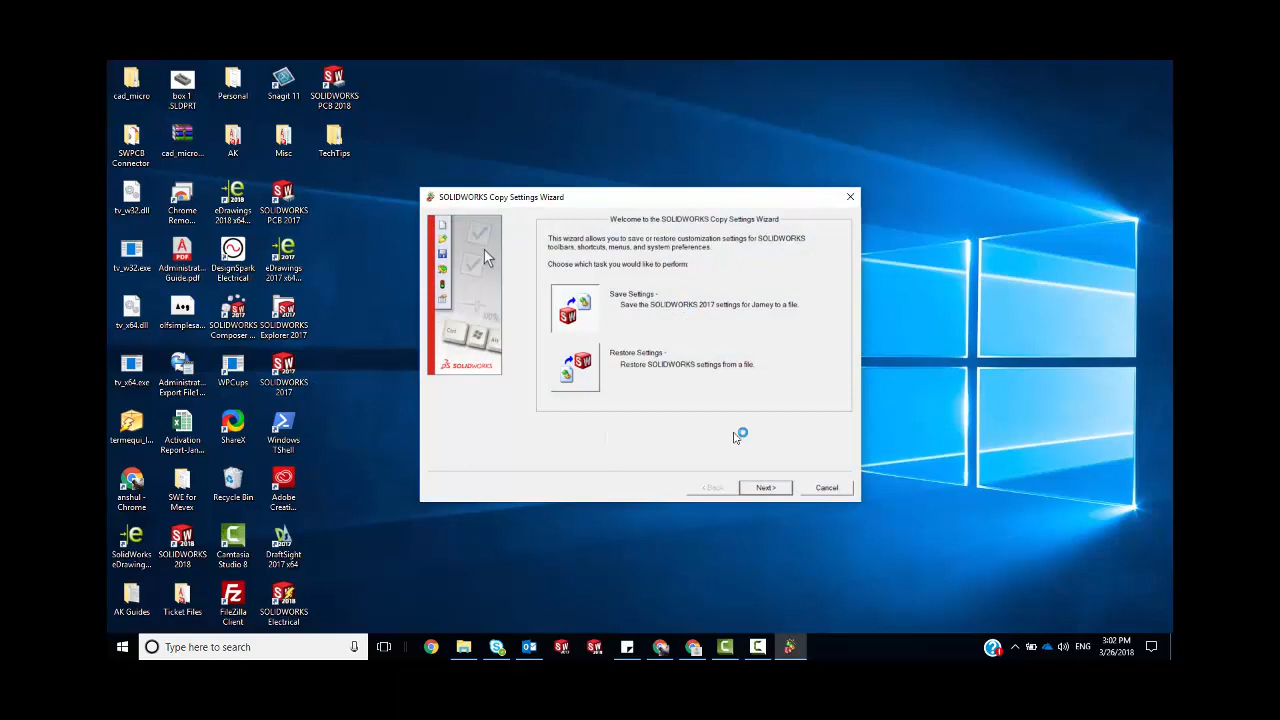 cad_micro
box 1
.SLDPRT
Personal
Snagit 11
SOLIDWORKS
PCB 2018
SWPCB
Connector
cad_micro...
AK
Misc
TechTips
tv_w32.dll
Chrome
Remo...
eDrawings
2018 x64...
SOLIDWORKS
PCB 2017
tv_w32.exe
Administrat...
Guide.pdf
DesignSpark
Electrical
eDrawings
2017 x64...
tv_x64.dll
olfsimplesa...
SOLIDWORKS
Composer ...
SOLIDWORKS
Explorer 2017
tv_x64.exe
Administrat...
Export File1...
WPCups
SOLIDWORKS
2017
termequi_l...
Activation
Report-Jan...
ShareX
Windows
TShell
anshul -
Chrome
SWE for
Mevex
Recycle Bin
Adobe
Creati...
SolidWorks
eDrawing...
SOLIDWORKS
2018
Camtasia
Studio 8
DraftSight
2017 x64
AK Guides
Ticket Files
FileZilla
Client
SOLIDWORKS
Electrical
SOLIDWORKS Copy Settings Wizard
Welcome to the SOLIDWORKS Copy Settings Wizard
This wizard allows you to save or restore customization settings for SOLIDWORKS
toolbars, shortcuts, menus, and system preferences.
Choose which task you would like to perform:
Save Settings -
Save the SOLIDWORKS 2017 settings for Jamey to a file.
Restore Settings -
Restore SOLIDWORKS settings from a file.
Ctrl
Alt
SOLIDWORKS
< Back
Next >
Cancel
Type here to search
ENG
3:02 PM
3/26/2018